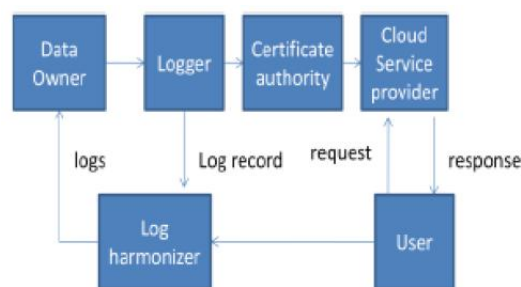 Data
Owner
Logger
Certificate
authority
Cloud
Service
provider
logs
Log record
request
response
Log
harmonizer
User